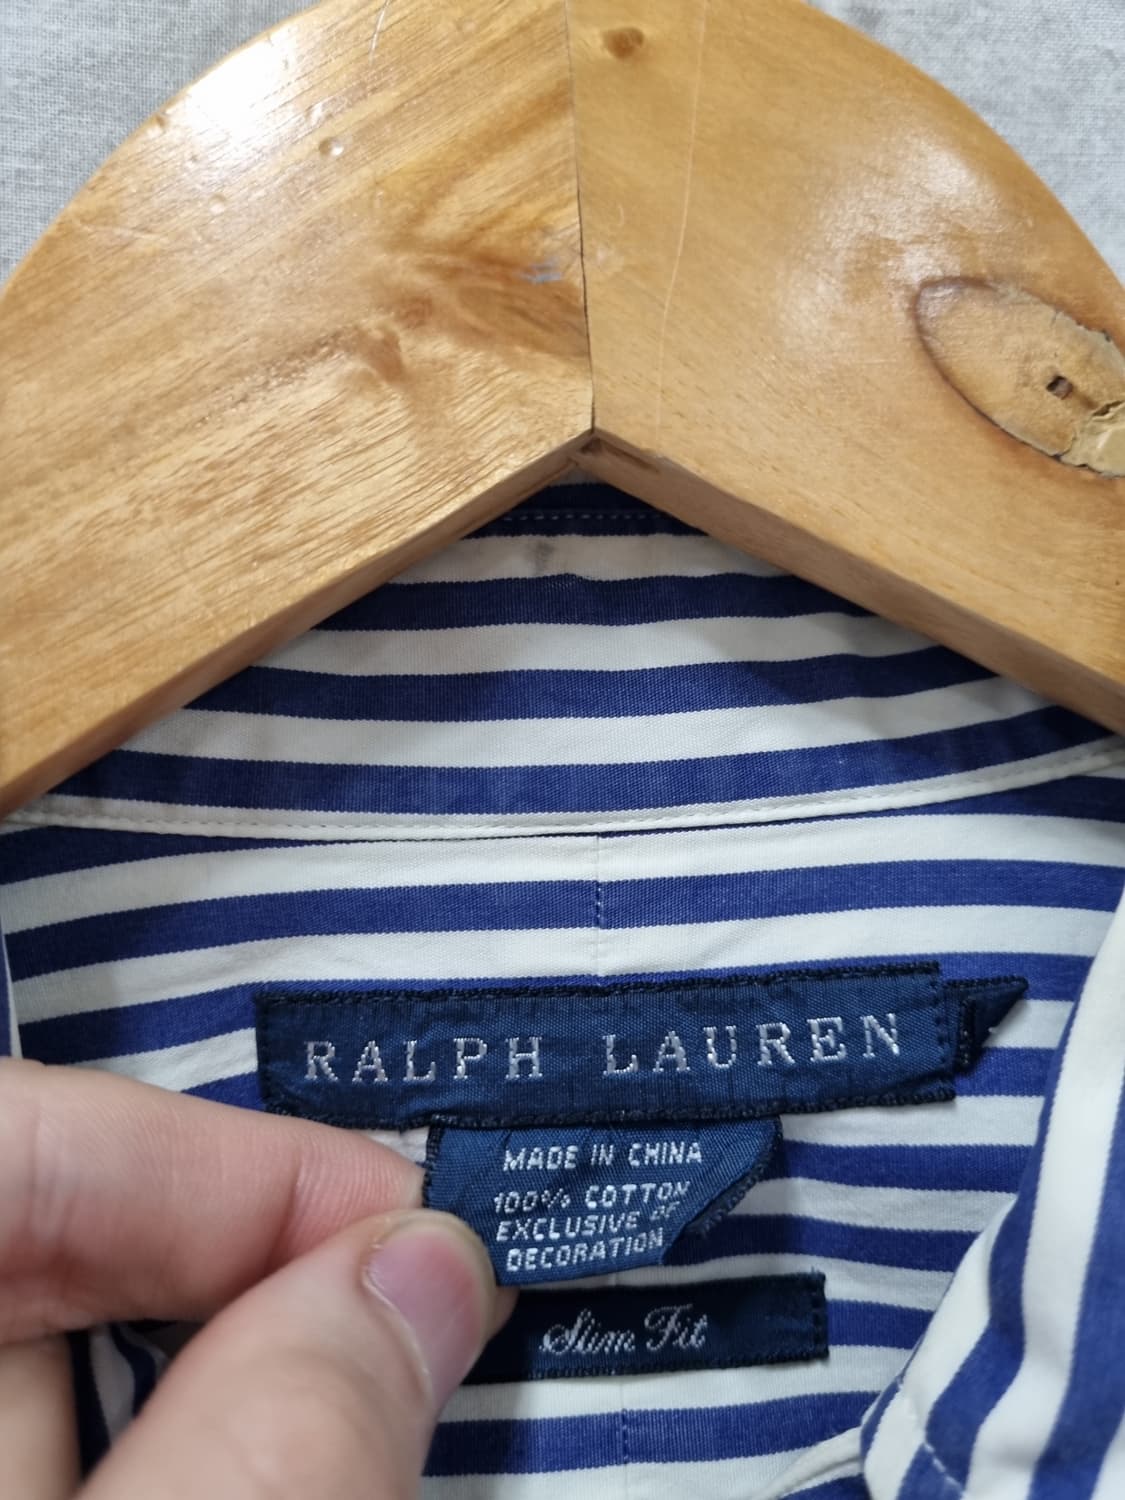 RALPH LAUREN
MADE IN CHINA
100% COTTON
EXCLUSIVE OF
DECORATION
Slim Fit